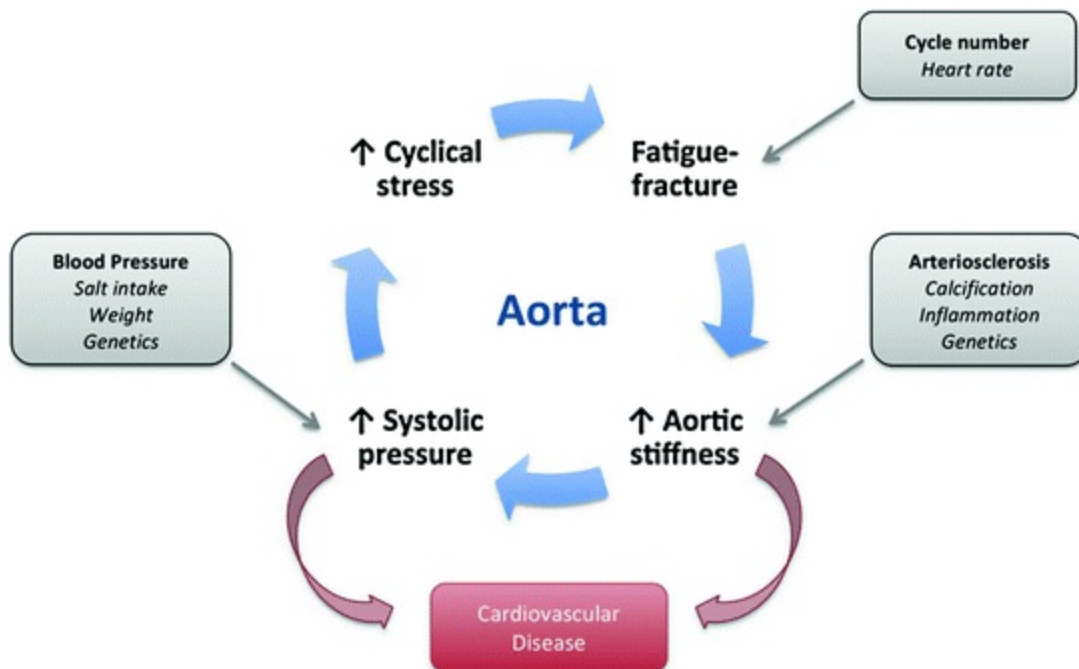 Cycle number
Heart rate
↑ Cyclical
stress
Fatigue-
fracture
Blood Pressure
Salt intake
Weight
Genetics
Aorta
Arteriosclerosis
Calcification
Inflammation
Genetics
↑ Systolic
pressure
↑ Aortic
stiffness
Cardiovascular
Disease